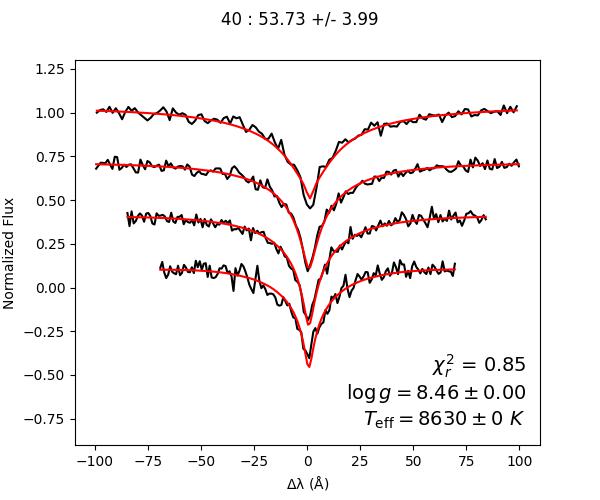 40 : 53.73 +/- 3.99
1.25
1.00
0.75
0.50
0.25
0.00
−0.25
−0.50
−0.75
Normalized Flux
χ²ᵣ = 0.85
log g = 8.46 ± 0.00
T_eff = 8630 ± 0 K
−100 −75 −50 −25 0 25 50 75 100
Δλ (Å)